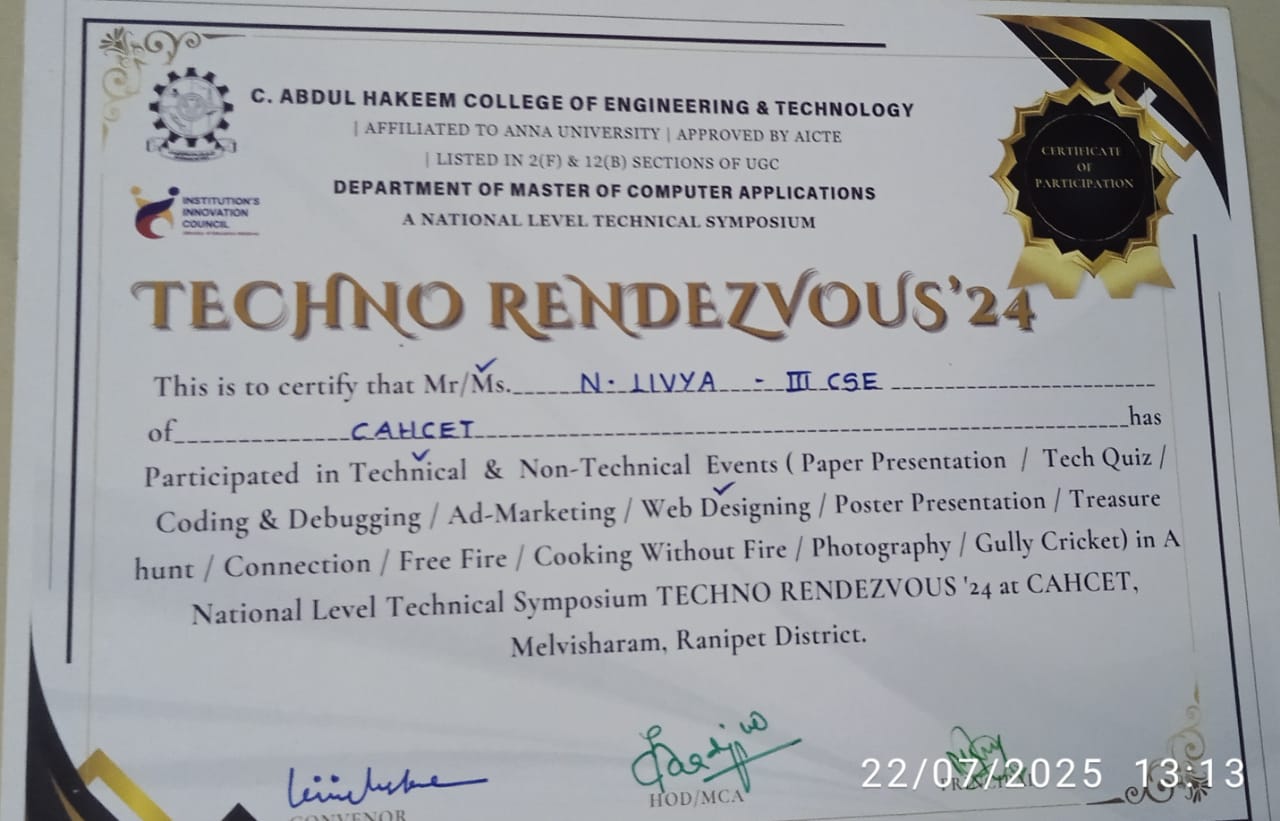 C. ABDUL HAKEEM COLLEGE OF ENGINEERING & TECHNOLOGY
| AFFILIATED TO ANNA UNIVERSITY | APPROVED BY AICTE
| LISTED IN 2(F) & 12(B) SECTIONS OF UGC
DEPARTMENT OF MASTER OF COMPUTER APPLICATIONS
A NATIONAL LEVEL TECHNICAL SYMPOSIUM
INSTITUTION'S
INNOVATION
COUNCIL
CERTIFICATE
OF
PARTICIPATION
TECHNO RENDEZVOUS'24
This is to certify that Mr/Ms. N. LIVYA - III CSE
of CAHCET has
Participated in Technical & Non-Technical Events ( Paper Presentation / Tech Quiz /
Coding & Debugging / Ad-Marketing / Web Designing / Poster Presentation / Treasure
hunt / Connection / Free Fire / Cooking Without Fire / Photography / Gully Cricket) in A
National Level Technical Symposium TECHNO RENDEZVOUS '24 at CAHCET,
Melvisharam, Ranipet District.
CONVENOR
HOD/MCA
PRINCIPAL
22/07/2025 13:13